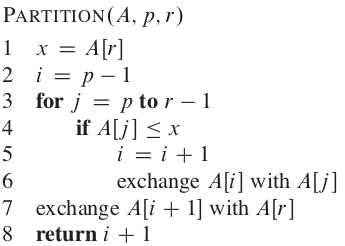 PARTITION(A, p, r)
1 x = A[r]
2 i = p − 1
3 for j = p to r − 1
4 if A[j] ≤ x
5 i = i + 1
6 exchange A[i] with A[j]
7 exchange A[i + 1] with A[r]
8 return i + 1